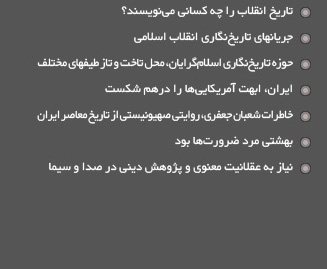 تاریخ انقلاب را چه کسانی می‌نویسند؟
جریانهای تاریخ‌نگاری انقلاب اسلامی
حوزه تاریخ‌نگاری اسلام‌گرایان، محل تاخت و تاز طیفهای مختلف
ایران، ابهت آمریکایی‌ها را درهم شکست
خاطرات شعبان جعفری، روایتی صهیونیستی از تاریخ معاصر ایران
بهشتی مرد ضرورت‌ها بود
نیاز به عقلانیت معنوی و پژوهش دینی در صدا و سیما